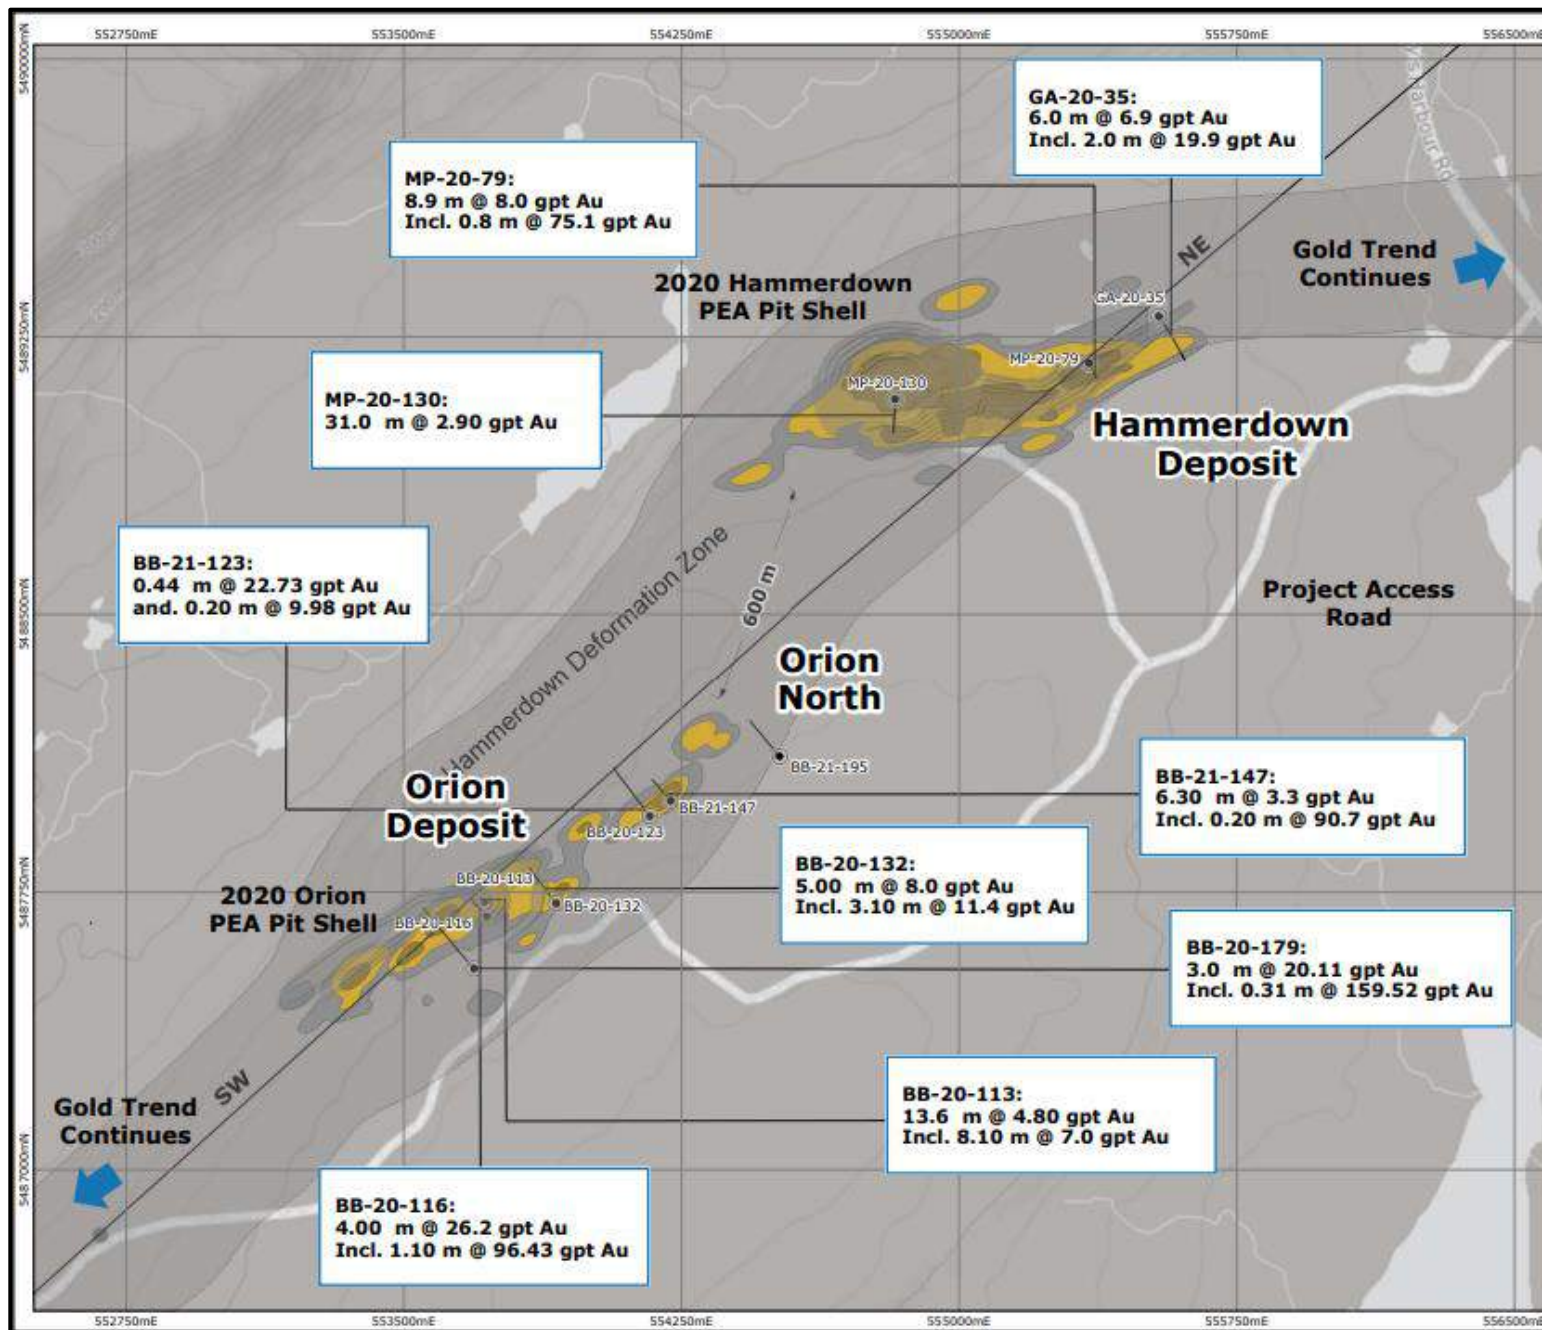 552750mE
553500mE
554250mE
555000mE
555750mE
556500mE
5489000mN
GA-20-35:
6.0 m @ 6.9 gpt Au
Incl. 2.0 m @ 19.9 gpt Au
MP-20-79:
8.9 m @ 8.0 gpt Au
Incl. 0.8 m @ 75.1 gpt Au
NE
Gold Trend
Continues
2020 Hammerdown
PEA Pit Shell
GA-20-35
5489250mN
MP-20-79
MP-20-130
MP-20-130:
31.0 m @ 2.90 gpt Au
Hammerdown
Deposit
Hammerdown Deformation Zone
600 m
BB-21-123:
0.44 m @ 22.73 gpt Au
and. 0.20 m @ 9.98 gpt Au
5488500mN
Project Access
Road
Orion
North
BB-21-195
Orion
Deposit
BB-21-147
BB-20-123
BB-21-147:
6.30 m @ 3.3 gpt Au
Incl. 0.20 m @ 90.7 gpt Au
BB-20-132:
5.00 m @ 8.0 gpt Au
Incl. 3.10 m @ 11.4 gpt Au
5487750mN
2020 Orion
PEA Pit Shell
BB-20-113
BB-20-132
BB-20-116
BB-20-179:
3.0 m @ 20.11 gpt Au
Incl. 0.31 m @ 159.52 gpt Au
SW
Gold Trend
Continues
BB-20-113:
13.6 m @ 4.80 gpt Au
Incl. 8.10 m @ 7.0 gpt Au
5487000mN
BB-20-116:
4.00 m @ 26.2 gpt Au
Incl. 1.10 m @ 96.43 gpt Au
552750mE
553500mE
554250mE
555000mE
555750mE
556500mE